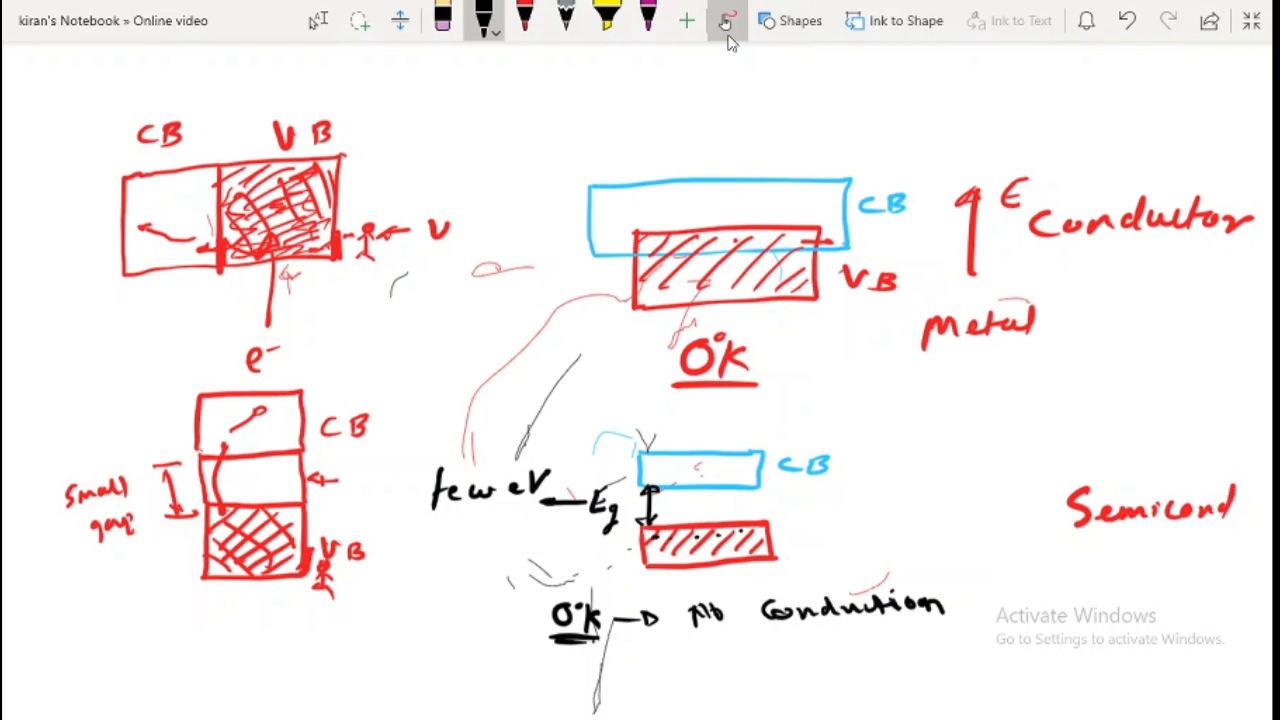 kiran's Notebook » Online video
Shapes
Ink to Shape
Ink to Text
CB
VB
V
e-
CB
E
Conductor
VB
Metal
0°K
CB
small
gap
VB
few eV
Eg
CB
Semicond
0°K → No Conduction
Activate Windows
Go to Settings to activate Windows.